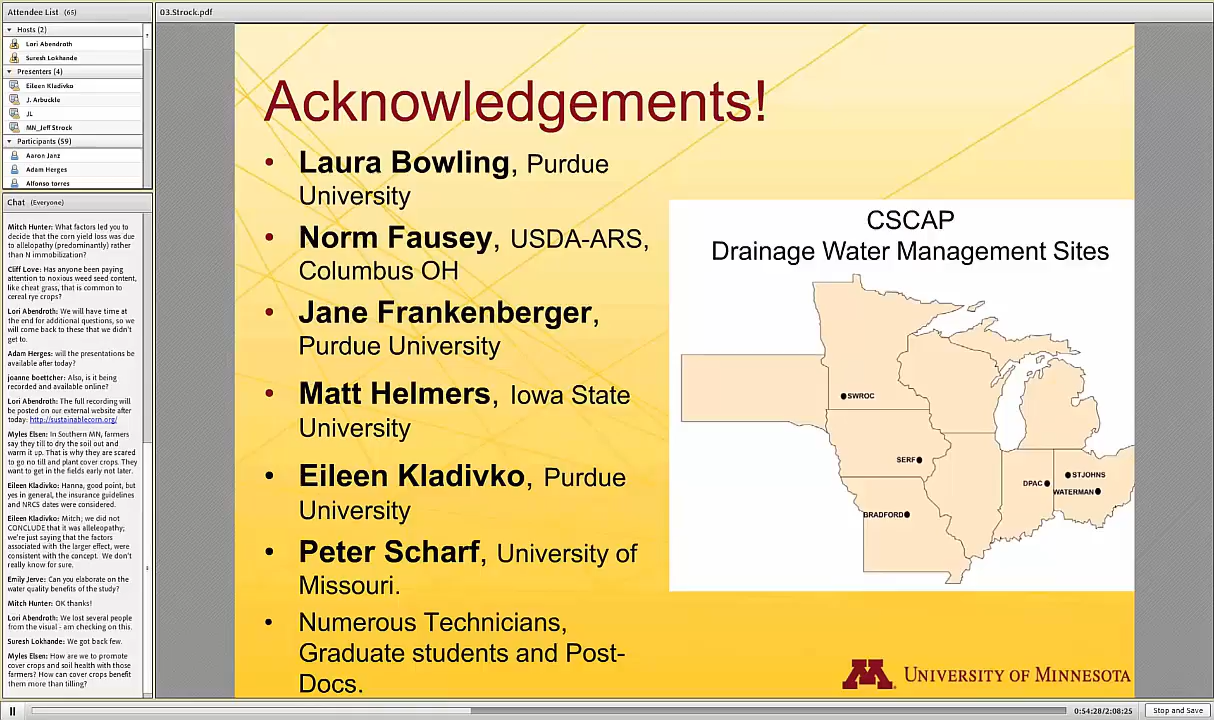 Attendee List (65)
Hosts (2)
Lori Abendroth
Suresh Lokhande
Presenters (4)
Eileen Kladivko
J. Arbuckle
JL
MN_Jeff Strock
Participants (59)
Aaron Janz
Adam Herges
Alfonso torres
Chat (Everyone)
Mitch Hunter: What factors led you to
decide that the corn yield loss was due
to allelopathy (predominantly) rather
than N immobilization?
Cliff Love: Has anyone been paying
attention to noxious weed seed content,
like cheat grass, that is common to
cereal rye crops?
Lori Abendroth: We will have time at
the end for additional questions, so we
will come back to these that we didn't
get to.
Adam Herges: will the presentations be
available after today?
joanne boettcher: Also, is it being
recorded and available online?
Lori Abendroth: The full recording will
be posted on our external website after
today: http://sustainablecorn.org/
Myles Elsen: In Southern MN, farmers
say they till to dry the soil out and
warm it up. That is why they are scared
to go no till and plant cover crops. They
want to get in the fields early not later.
Eileen Kladivko: Hanna, good point, but
yes in general, the insurance guidelines
and NRCS dates were considered.
Eileen Kladivko: Mitch; we did not
CONCLUDE that it was alleleopathy;
we're just saying that the factors
associated with the larger effect, were
consistent with the concept. We don't
really know for sure.
Emily Jerve: Can you elaborate on the
water quality benefits of the study?
Mitch Hunter: OK thanks!
Lori Abendroth: We lost several people
from the visual - am checking on this.
Suresh Lokhande: We got back few.
Myles Elsen: How are we to promote
cover crops and soil health with those
farmers? How can cover crops benefit
them more than tilling?
03.Strock.pdf
Acknowledgements!
• Laura Bowling, Purdue
University
• Norm Fausey, USDA-ARS,
Columbus OH
• Jane Frankenberger,
Purdue University
• Matt Helmers, Iowa State
University
• Eileen Kladivko, Purdue
University
• Peter Scharf, University of
Missouri.
• Numerous Technicians,
Graduate students and Post-
Docs.
CSCAP
Drainage Water Management Sites
SWROC
SERF
STJOHNS
DPAC
WATERMAN
BRADFORD
M UNIVERSITY OF MINNESOTA
0:54:28/2:08:25
Stop and Save